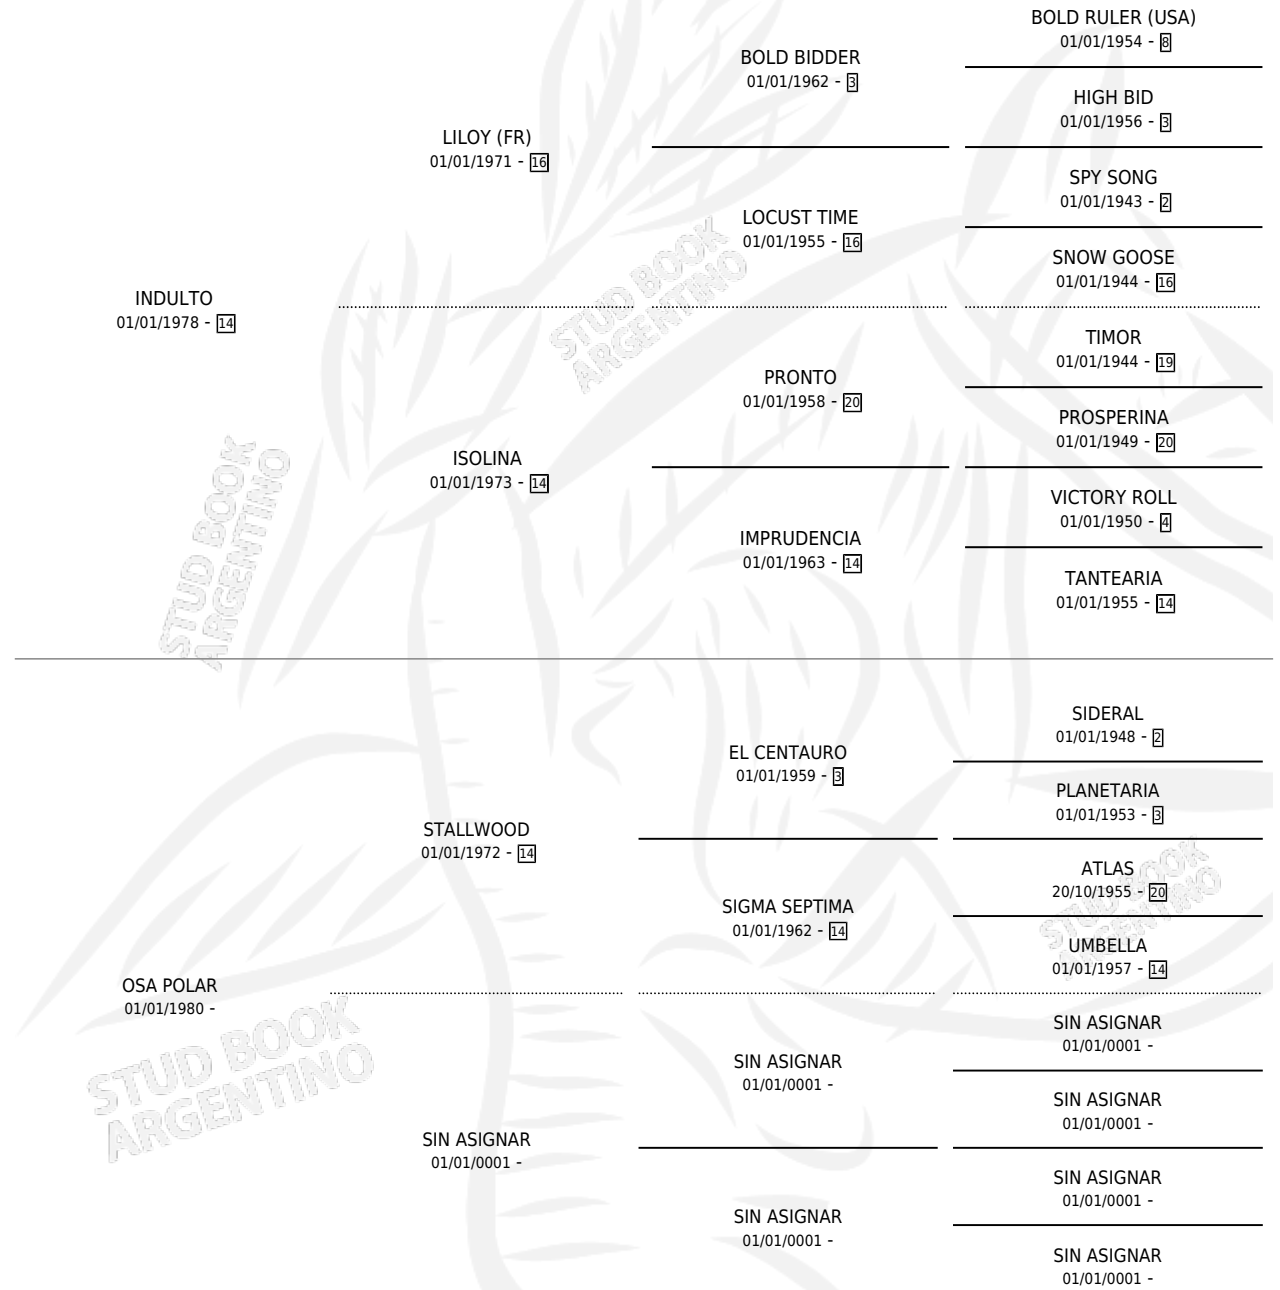 BOLD RULER (USA)
01/01/1954 - 8
BOLD BIDDER
01/01/1962 - 3
HIGH BID
01/01/1956 - 3
LILOY (FR)
01/01/1971 - 16
SPY SONG
01/01/1943 - 2
LOCUST TIME
01/01/1955 - 16
SNOW GOOSE
01/01/1944 - 16
INDULTO
01/01/1978 - 14
STUD BOOK
ARGENTINO
TIMOR
01/01/1944 - 19
PRONTO
01/01/1958 - 20
PROSPERINA
01/01/1949 - 20
ISOLINA
01/01/1973 - 14
VICTORY ROLL
01/01/1950 - 4
IMPRUDENCIA
01/01/1963 - 14
TANTEARIA
01/01/1955 - 14
STUD BOOK
ARGENTINO
SIDERAL
01/01/1948 - 2
EL CENTAURO
01/01/1959 - 3
PLANETARIA
01/01/1953 - 3
STALLWOOD
01/01/1972 - 14
ATLAS
20/10/1955 - 20
SIGMA SEPTIMA
01/01/1962 - 14
STUD BOOK
ARGENTINO
UMBELLA
01/01/1957 - 14
OSA POLAR
01/01/1980 -
STUD BOOK
ARGENTINO
SIN ASIGNAR
01/01/0001 -
SIN ASIGNAR
01/01/0001 -
SIN ASIGNAR
01/01/0001 -
SIN ASIGNAR
01/01/0001 -
SIN ASIGNAR
01/01/0001 -
SIN ASIGNAR
01/01/0001 -
SIN ASIGNAR
01/01/0001 -